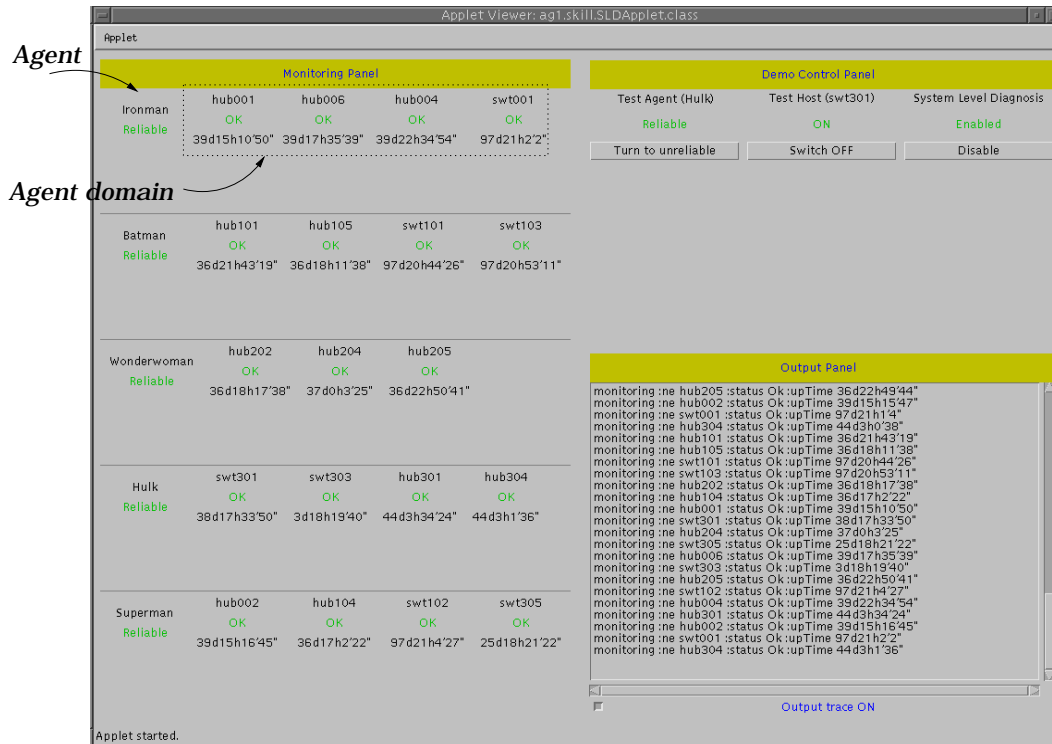 Applet Viewer: ag1.skill.SLDApplet.class
Applet
Agent
Agent domain
Monitoring Panel
Ironman
Reliable
hub001 hub006 hub004 swt001
OK OK OK OK
39d15h10'50" 39d17h35'39" 39d22h34'54" 97d21h2'2"
Batman
Reliable
hub101 hub105 swt101 swt103
OK OK OK OK
36d21h43'19" 36d18h11'38" 97d20h44'26" 97d20h53'11"
Wonderwoman
Reliable
hub202 hub204 hub205
OK OK OK
36d18h17'38" 37d0h3'25" 36d22h50'41"
Hulk
Reliable
swt301 swt303 hub301 hub304
OK OK OK OK
38d17h33'50" 3d18h19'40" 44d3h34'24" 44d3h1'36"
Superman
Reliable
hub002 hub104 swt102 swt305
OK OK OK OK
39d15h16'45" 36d17h2'22" 97d21h4'27" 25d18h21'22"
Demo Control Panel
Test Agent (Hulk) Test Host (swt301) System Level Diagnosis
Reliable ON Enabled
Turn to unreliable Switch OFF Disable
Output Panel
monitoring :ne hub205 :status Ok :upTime 36d22h49'44"
monitoring :ne hub002 :status Ok :upTime 39d15h15'47"
monitoring :ne swt001 :status Ok :upTime 97d21h1'4"
monitoring :ne hub304 :status Ok :upTime 44d3h0'38"
monitoring :ne hub101 :status Ok :upTime 36d21h43'19"
monitoring :ne hub105 :status Ok :upTime 36d18h11'38"
monitoring :ne swt101 :status Ok :upTime 97d20h44'26"
monitoring :ne swt103 :status Ok :upTime 97d20h53'11"
monitoring :ne hub202 :status Ok :upTime 36d18h17'38"
monitoring :ne hub104 :status Ok :upTime 36d17h2'22"
monitoring :ne hub001 :status Ok :upTime 39d15h10'50"
monitoring :ne swt301 :status Ok :upTime 38d17h33'50"
monitoring :ne hub204 :status Ok :upTime 37d0h3'25"
monitoring :ne swt305 :status Ok :upTime 25d18h21'22"
monitoring :ne hub006 :status Ok :upTime 39d17h35'39"
monitoring :ne swt303 :status Ok :upTime 3d18h19'40"
monitoring :ne hub205 :status Ok :upTime 36d22h50'41"
monitoring :ne swt102 :status Ok :upTime 97d21h4'27"
monitoring :ne hub004 :status Ok :upTime 39d22h34'54"
monitoring :ne hub301 :status Ok :upTime 44d3h34'24"
monitoring :ne hub002 :status Ok :upTime 39d15h16'45"
monitoring :ne swt001 :status Ok :upTime 97d21h2'2"
monitoring :ne hub304 :status Ok :upTime 44d3h1'36"
Output trace ON
Applet started.